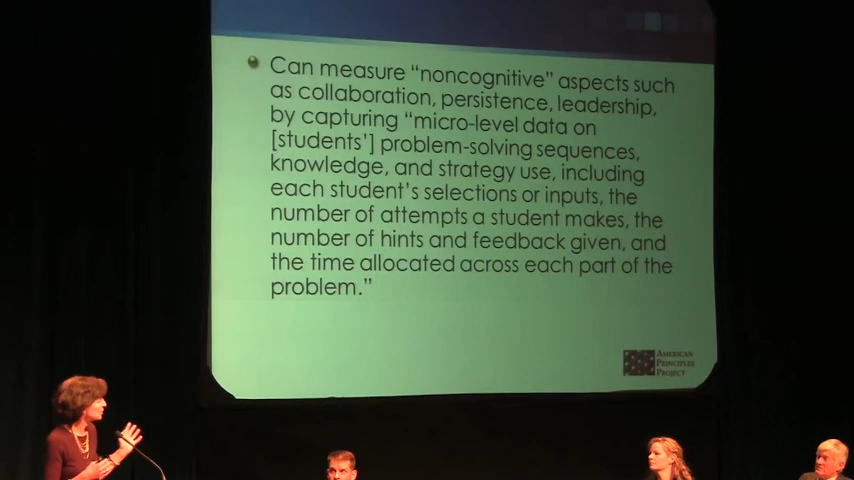 Can measure “noncognitive” aspects such
as collaboration, persistence, leadership,
by capturing “micro-level data on
[students’] problem-solving sequences,
knowledge, and strategy use, including
each student’s selections or inputs, the
number of attempts a student makes, the
number of hints and feedback given, and
the time allocated across each part of the
problem.”
AMERICAN
PRINCIPLES
PROJECT